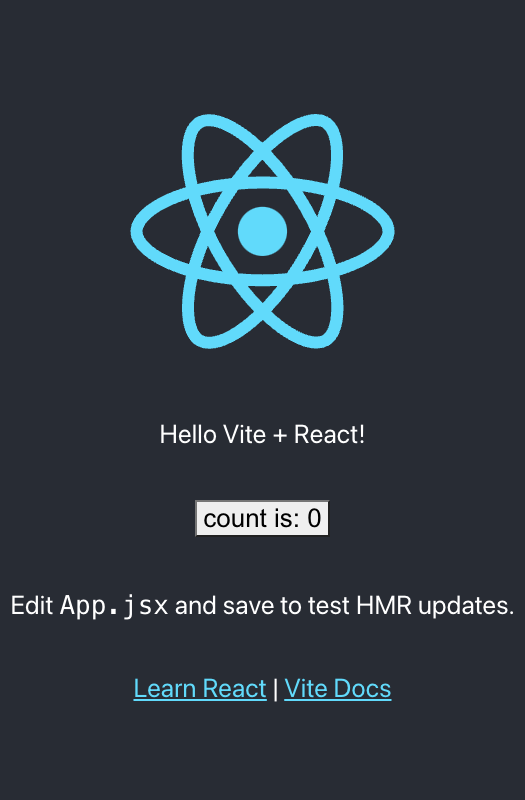 Hello Vite + React!
count is: 0
Edit App.jsx and save to test HMR updates.
Learn React | Vite Docs